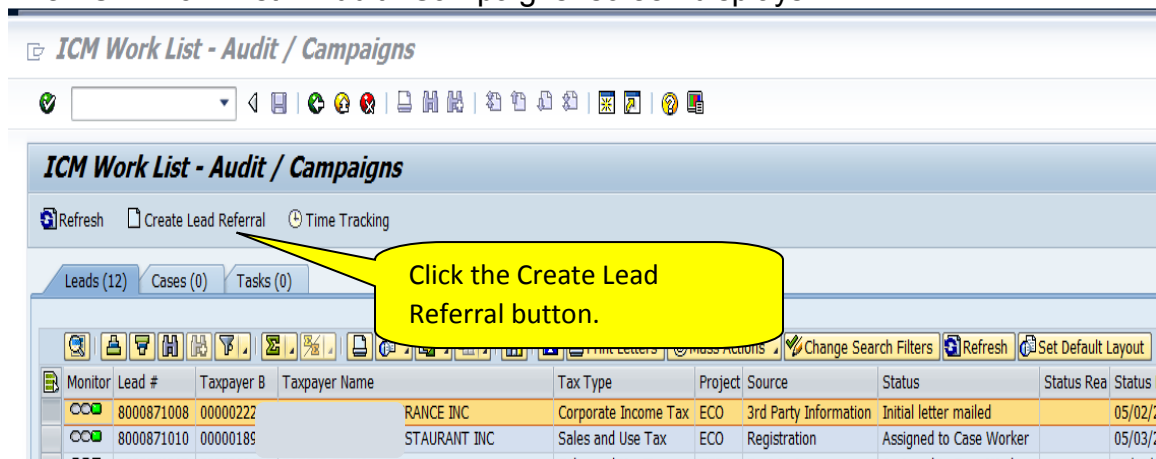 ICM Work List - Audit / Campaigns
ICM Work List - Audit / Campaigns
Refresh Create Lead Referral Time Tracking
Click the Create Lead
Referral button.
Leads (12) Cases (0) Tasks (0)
Change Search Filters Refresh Set Default Layout
Monitor Lead # Taxpayer B Taxpayer Name Tax Type Project Source Status Status Rea Status
8000871008 00000222 RANCE INC Corporate Income Tax ECO 3rd Party Information Initial letter mailed 05/02/2
8000871010 00000189 STAURANT INC Sales and Use Tax ECO Registration Assigned to Case Worker 05/03/2